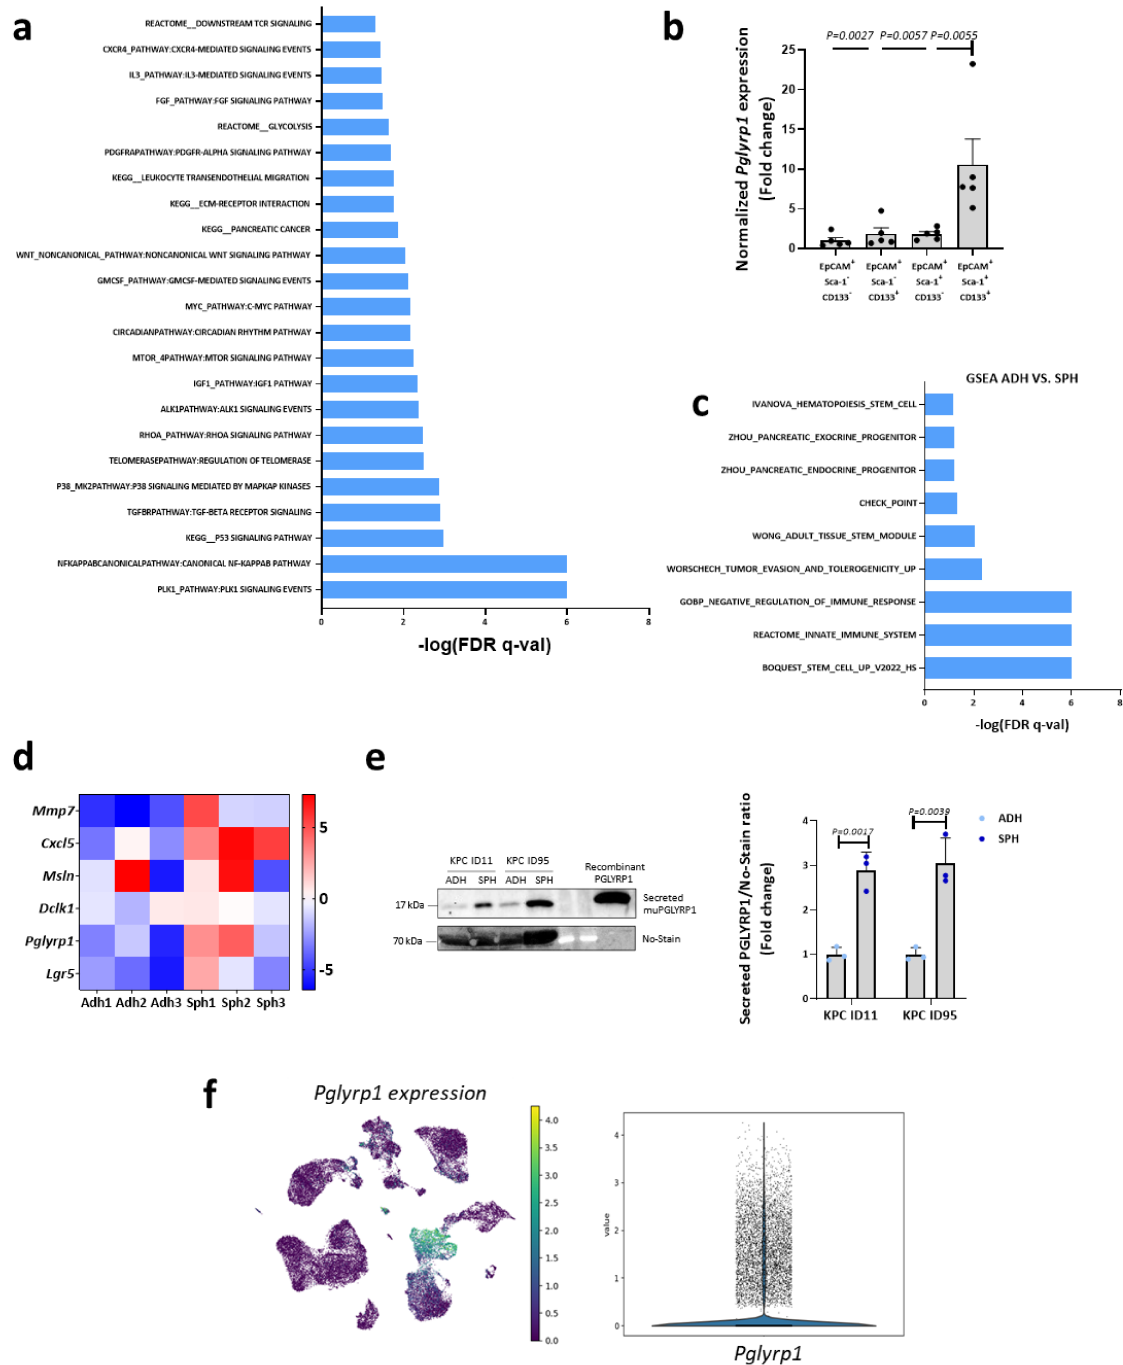 a
REACTOME__DOWNSTREAM TCR SIGNALING
CXCR4_PATHWAY:CXCR4-MEDIATED SIGNALING EVENTS
IL3_PATHWAY:IL3-MEDIATED SIGNALING EVENTS
FGF_PATHWAY:FGF SIGNALING PATHWAY
REACTOME__GLYCOLYSIS
PDGFRAPATHWAY:PDGFR-ALPHA SIGNALING PATHWAY
KEGG__LEUKOCYTE TRANSENDOTHELIAL MIGRATION
KEGG__ECM-RECEPTOR INTERACTION
KEGG__PANCREATIC CANCER
WNT_NONCANONICAL_PATHWAY:NONCANONICAL WNT SIGNALING PATHWAY
GMCSF_PATHWAY:GMCSF-MEDIATED SIGNALING EVENTS
MYC_PATHWAY:C-MYC PATHWAY
CIRCADIANPATHWAY:CIRCADIAN RHYTHM PATHWAY
MTOR_4PATHWAY:MTOR SIGNALING PATHWAY
IGF1_PATHWAY:IGF1 PATHWAY
ALK1PATHWAY:ALK1 SIGNALING EVENTS
RHOA_PATHWAY:RHOA SIGNALING PATHWAY
TELOMERASEPATHWAY:REGULATION OF TELOMERASE
P38_MK2PATHWAY:P38 SIGNALING MEDIATED BY MAPKAP KINASES
TGFBRPATHWAY:TGF-BETA RECEPTOR SIGNALING
KEGG__P53 SIGNALING PATHWAY
NFKAPPABCANONICALPATHWAY:CANONICAL NF-KAPPAB PATHWAY
PLK1_PATHWAY:PLK1 SIGNALING EVENTS
0 2 4 6 8
-log(FDR q-val)
b
P=0.0027 P=0.0057 P=0.0055
Normalized Pglyrp1 expression
(Fold change)
25
20
15
10
5
0
EpCAM+ EpCAM+ EpCAM+ EpCAM+
Sca-1- Sca-1- Sca-1+ Sca-1+
CD133- CD133+ CD133- CD133+
c
GSEA ADH VS. SPH
IVANOVA_HEMATOPOIESIS_STEM_CELL
ZHOU_PANCREATIC_EXOCRINE_PROGENITOR
ZHOU_PANCREATIC_ENDOCRINE_PROGENITOR
CHECK_POINT
WONG_ADULT_TISSUE_STEM_MODULE
WORSCHECH_TUMOR_EVASION_AND_TOLEROGENICITY_UP
GOBP_NEGATIVE_REGULATION_OF_IMMUNE_RESPONSE
REACTOME_INNATE_IMMUNE_SYSTEM
BOQUEST_STEM_CELL_UP_V2022_HS
0 2 4 6 8
-log(FDR q-val)
d
Mmp7
Cxcl5
Msln
Dclk1
Pglyrp1
Lgr5
Adh1 Adh2 Adh3 Sph1 Sph2 Sph3
5
0
-5
e
KPC ID11 KPC ID95 Recombinant
ADH SPH ADH SPH PGLYRP1
17 kDa
Secreted
muPGLYRP1
70 kDa
No-Stain
Secreted PGLYRP1/No-Stain ratio
(Fold change)
4
3
2
1
0
P=0.0017
P=0.0039
KPC ID11 KPC ID95
ADH
SPH
f
Pglyrp1 expression
4.0
3.5
3.0
2.5
2.0
1.5
1.0
0.5
0.0
value
4
3
2
1
0
Pglyrp1